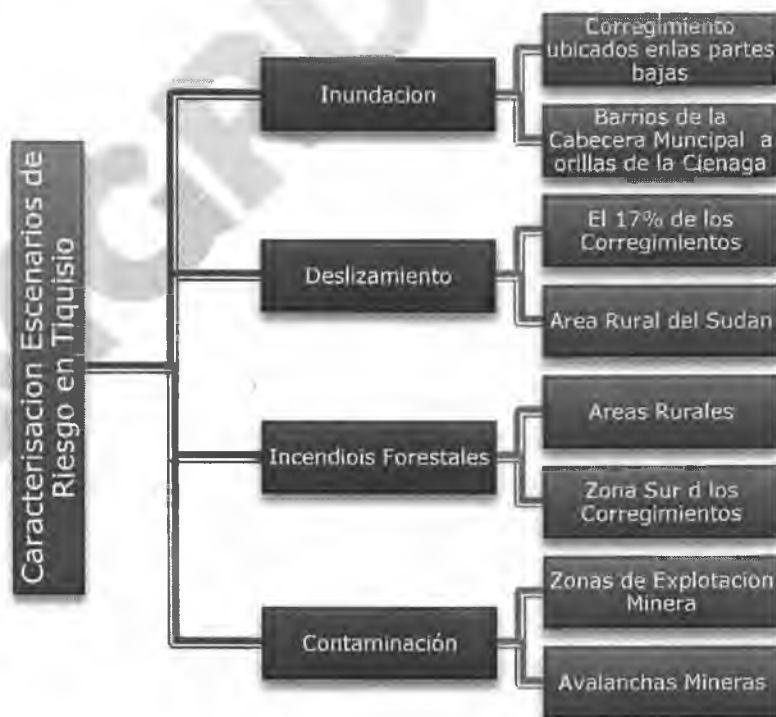 Caracterisacion Escenarios de
Riesgo en Tiquisio
Inundacion
Corregimiento
ubicados enlas partes
bajas
Barrios de la
Cabecera Muncipal a
orillas de la Cienaga
Deslizamiento
El 17% de los
Corregimientos
Area Rural del Sudan
Incendiois Forestales
Areas Rurales
Zona Sur d los
Corregimientos
Contaminación
Zonas de Explotacion
Minera
Avalanchas Mineras